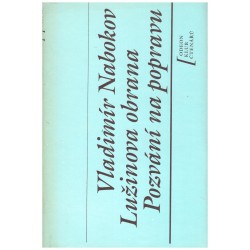 Vladimír Nabokov
Lužinova obrana
Pozvání na popravu
ODEON
KLUB
ČTENÁŘŮ